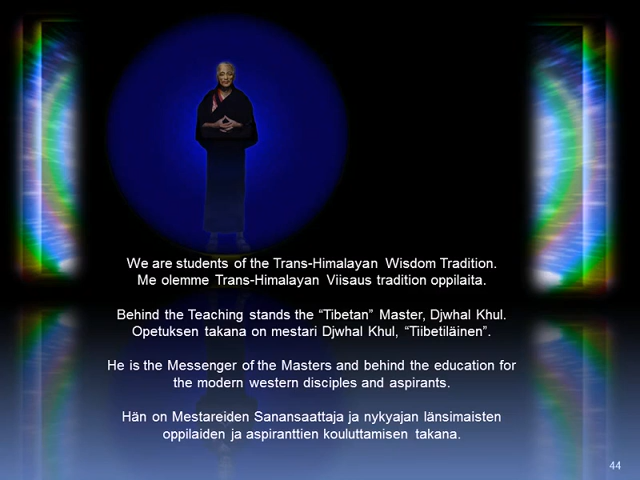 We are students of the Trans-Himalayan Wisdom Tradition.
Me olemme Trans-Himalayan Viisaus tradition oppilaita.
Behind the Teaching stands the “Tibetan” Master, Djwhal Khul.
Opetuksen takana on mestari Djwhal Khul, “Tiibetiläinen”.
He is the Messenger of the Masters and behind the education for
the modern western disciples and aspirants.
Hän on Mestareiden Sanansaattaja ja nykyajan länsimaisten
oppilaiden ja aspiranttien kouluttamisen takana.
44